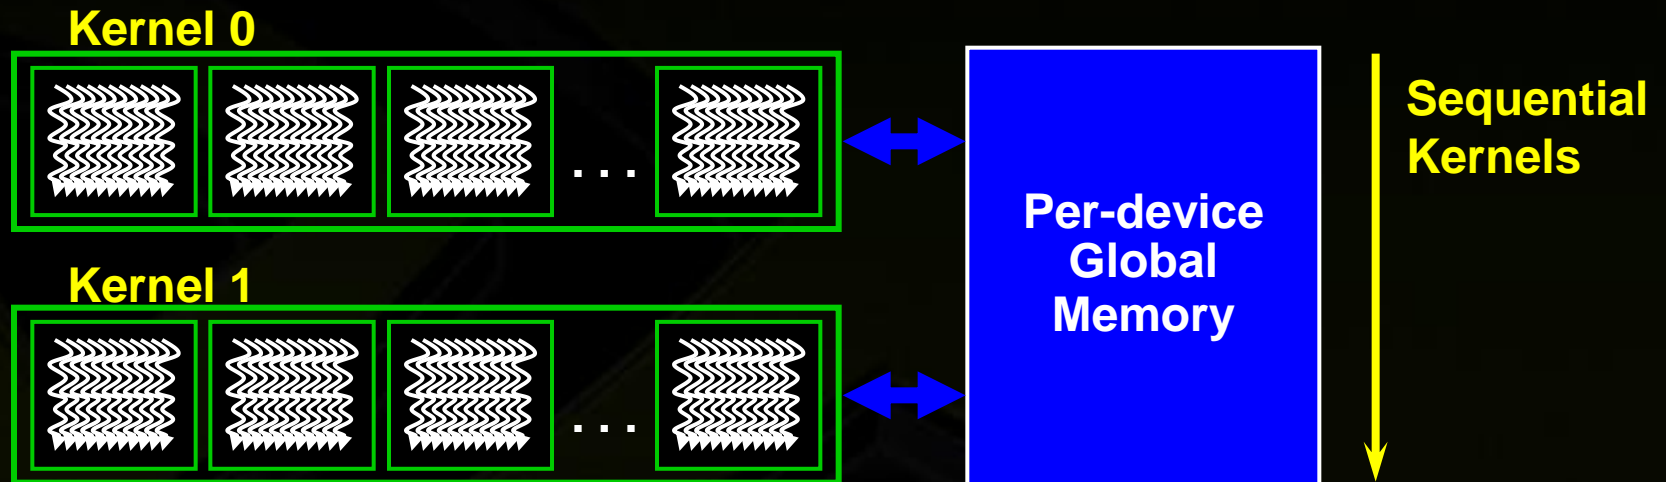 Kernel 0
. . .
Kernel 1
. . .
Per-device
Global
Memory
Sequential
Kernels